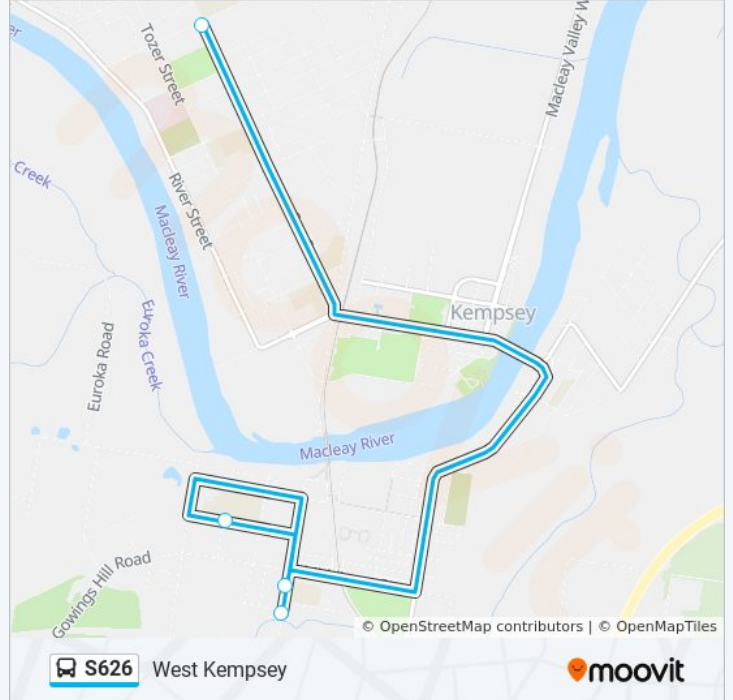 Tozer Street
Macleay Valley W
er
Creek
River Street
Macleay River
Euroka Creek
Euroka Road
Kempsey
Macleay River
Gowings Hill Road
© OpenStreetMap contributors | © OpenMapTiles
S626 West Kempsey
moovit